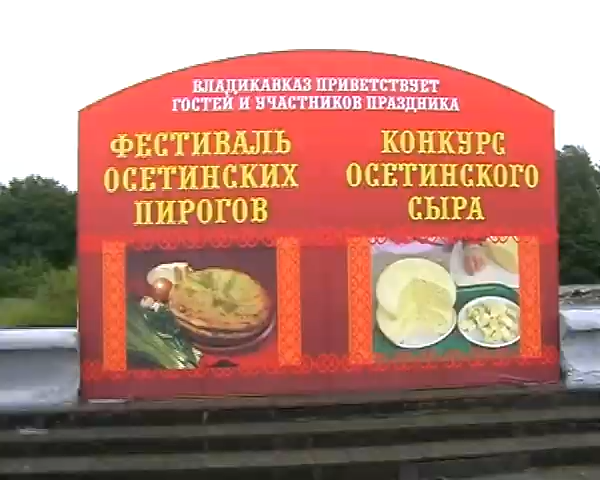 ВЛАДИКАВКАЗ ПРИВЕТСТВУЕТ
ГОСТЕЙ И УЧАСТНИКОВ ПРАЗДНИКА
ФЕСТИВАЛЬ
ОСЕТИНСКИХ
ПИРОГОВ
КОНКУРС
ОСЕТИНСКОГО
СЫРА